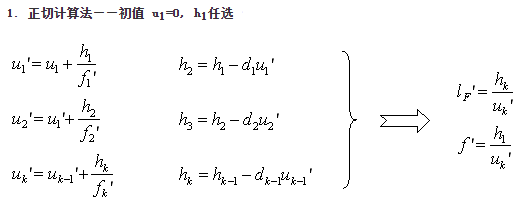 1. 正切计算法——初值 u₁=0，h₁任选
u₁'=u₁+h₁/f₁' h₂=h₁-d₁u₁'
u₂'=u₁'+h₂/f₂' h₃=h₂-d₂u₂'
uₖ'=uₖ₋₁'+hₖ/fₖ' hₖ=hₖ₋₁-dₖ₋₁uₖ₋₁'
l_F'=hₖ/uₖ'
f'=h₁/uₖ'